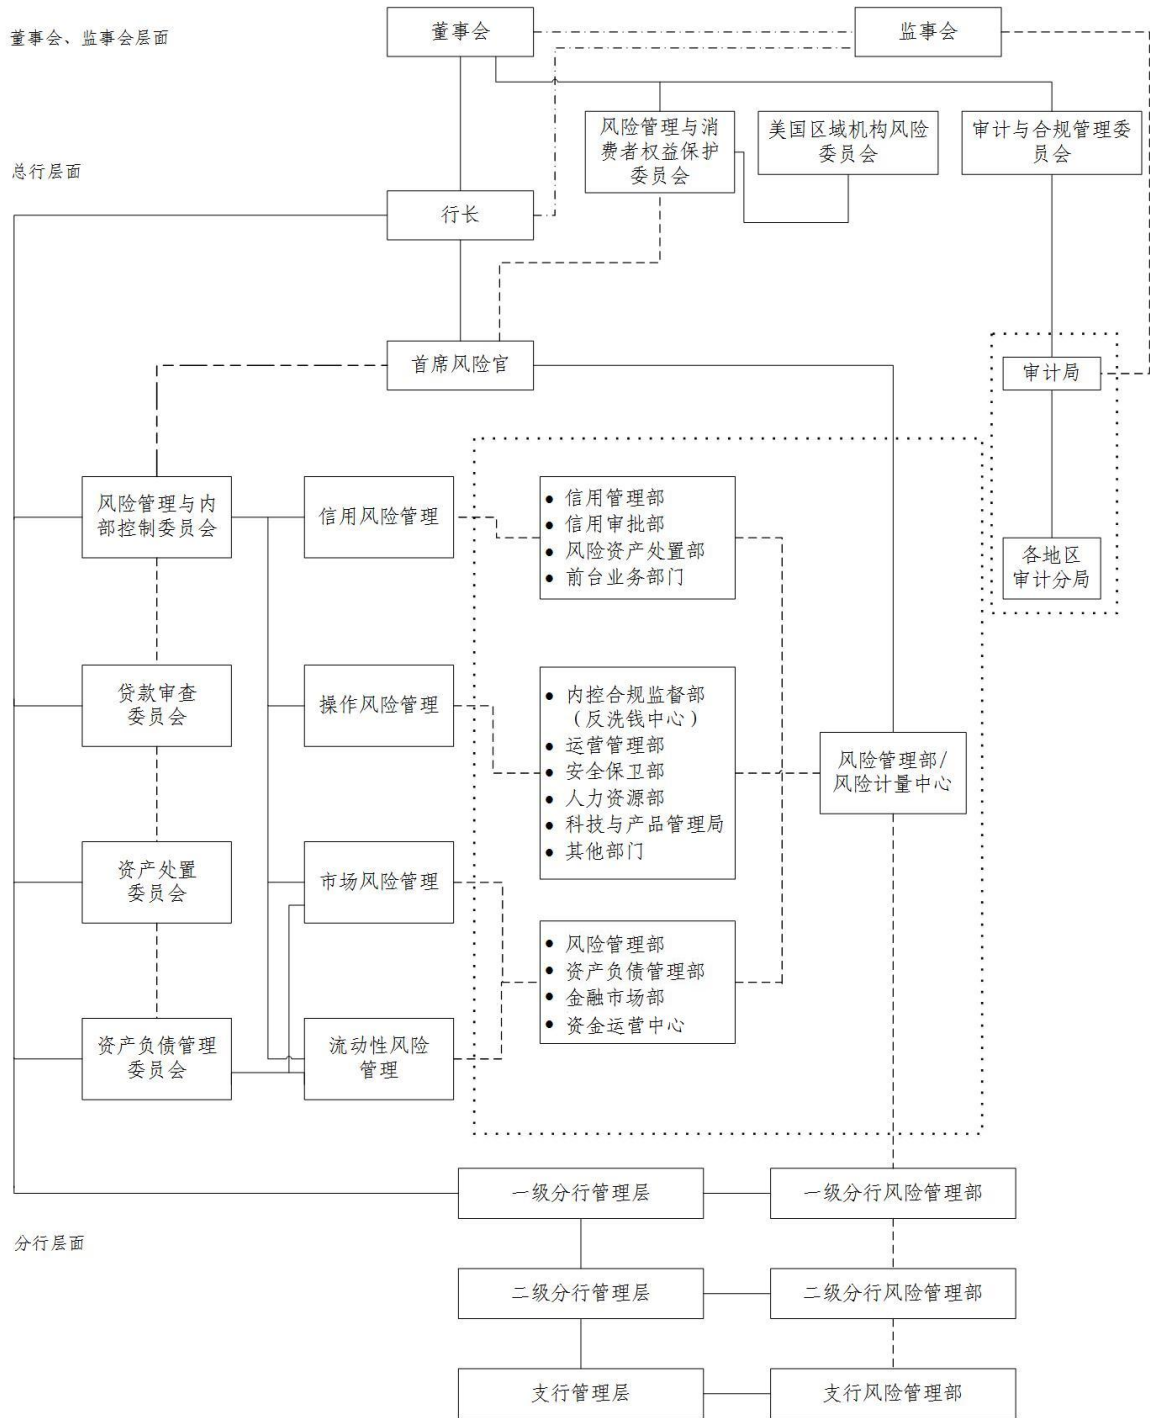 董事会
监事会
董事会、监事会层面
风险管理与消
费者权益保护
委员会
美国区域机构风险
委员会
审计与合规管理委
员会
总行层面
行长
首席风险官
审计局
各地区
审计分局
风险管理与内
部控制委员会
信用风险管理
● 信用管理部
● 信用审批部
● 风险资产处置部
● 前台业务部门
贷款审查
委员会
操作风险管理
● 内控合规监督部
（反洗钱中心）
● 运营管理部
● 安全保卫部
● 人力资源部
● 科技与产品管理局
● 其他部门
风险管理部/
风险计量中心
资产处置
委员会
市场风险管理
● 风险管理部
● 资产负债管理部
● 金融市场部
● 资金运营中心
资产负债管理
委员会
流动性风险
管理
一级分行管理层
一级分行风险管理部
分行层面
二级分行管理层
二级分行风险管理部
支行管理层
支行风险管理部